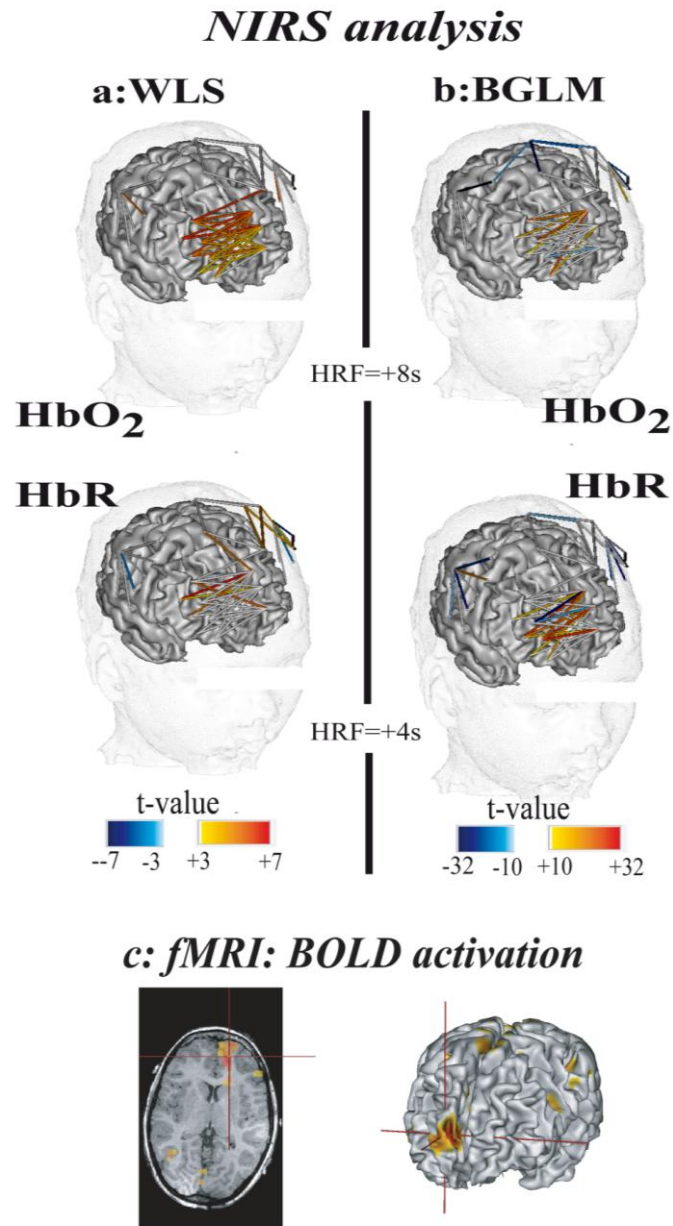 NIRS analysis
a:WLS
b:BGLM
HRF=+8s
HbO2
HbO2
HbR
HbR
HRF=+4s
t-value
--7 -3 +3 +7
t-value
-32 -10 +10 +32
c: fMRI: BOLD activation